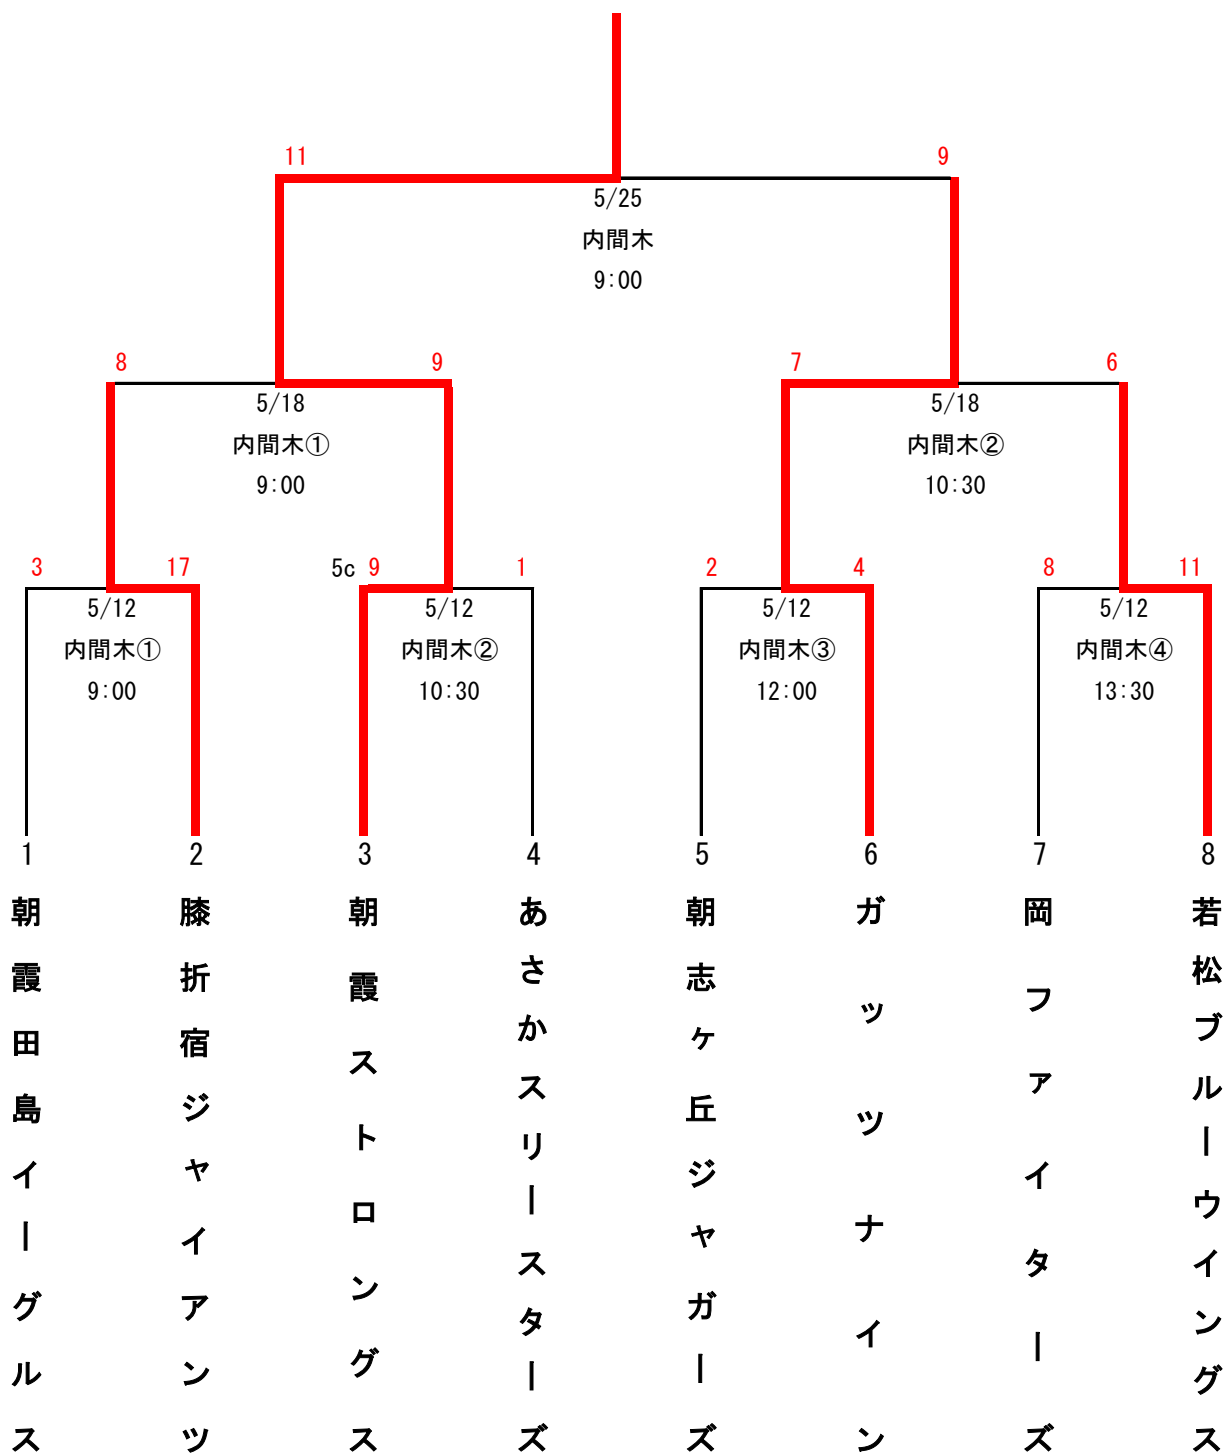 11 9
5/25
内間木
9:00
8 9 7 6
5/18 5/18
内間木① 内間木②
9:00 10:30
3 17 5c 9 1 2 4 8 11
5/12 5/12 5/12 5/12
内間木① 内間木② 内間木③ 内間木④
9:00 10:30 12:00 13:30
1 2 3 4 5 6 7 8
朝霞田島イーグルス
膝折宿ジャイアンツ
朝霞ストロングス
あさかスリースターズ
朝志ヶ丘ジャガーズ
ガッツナイン
岡ファイターズ
若松ブルーウイングス